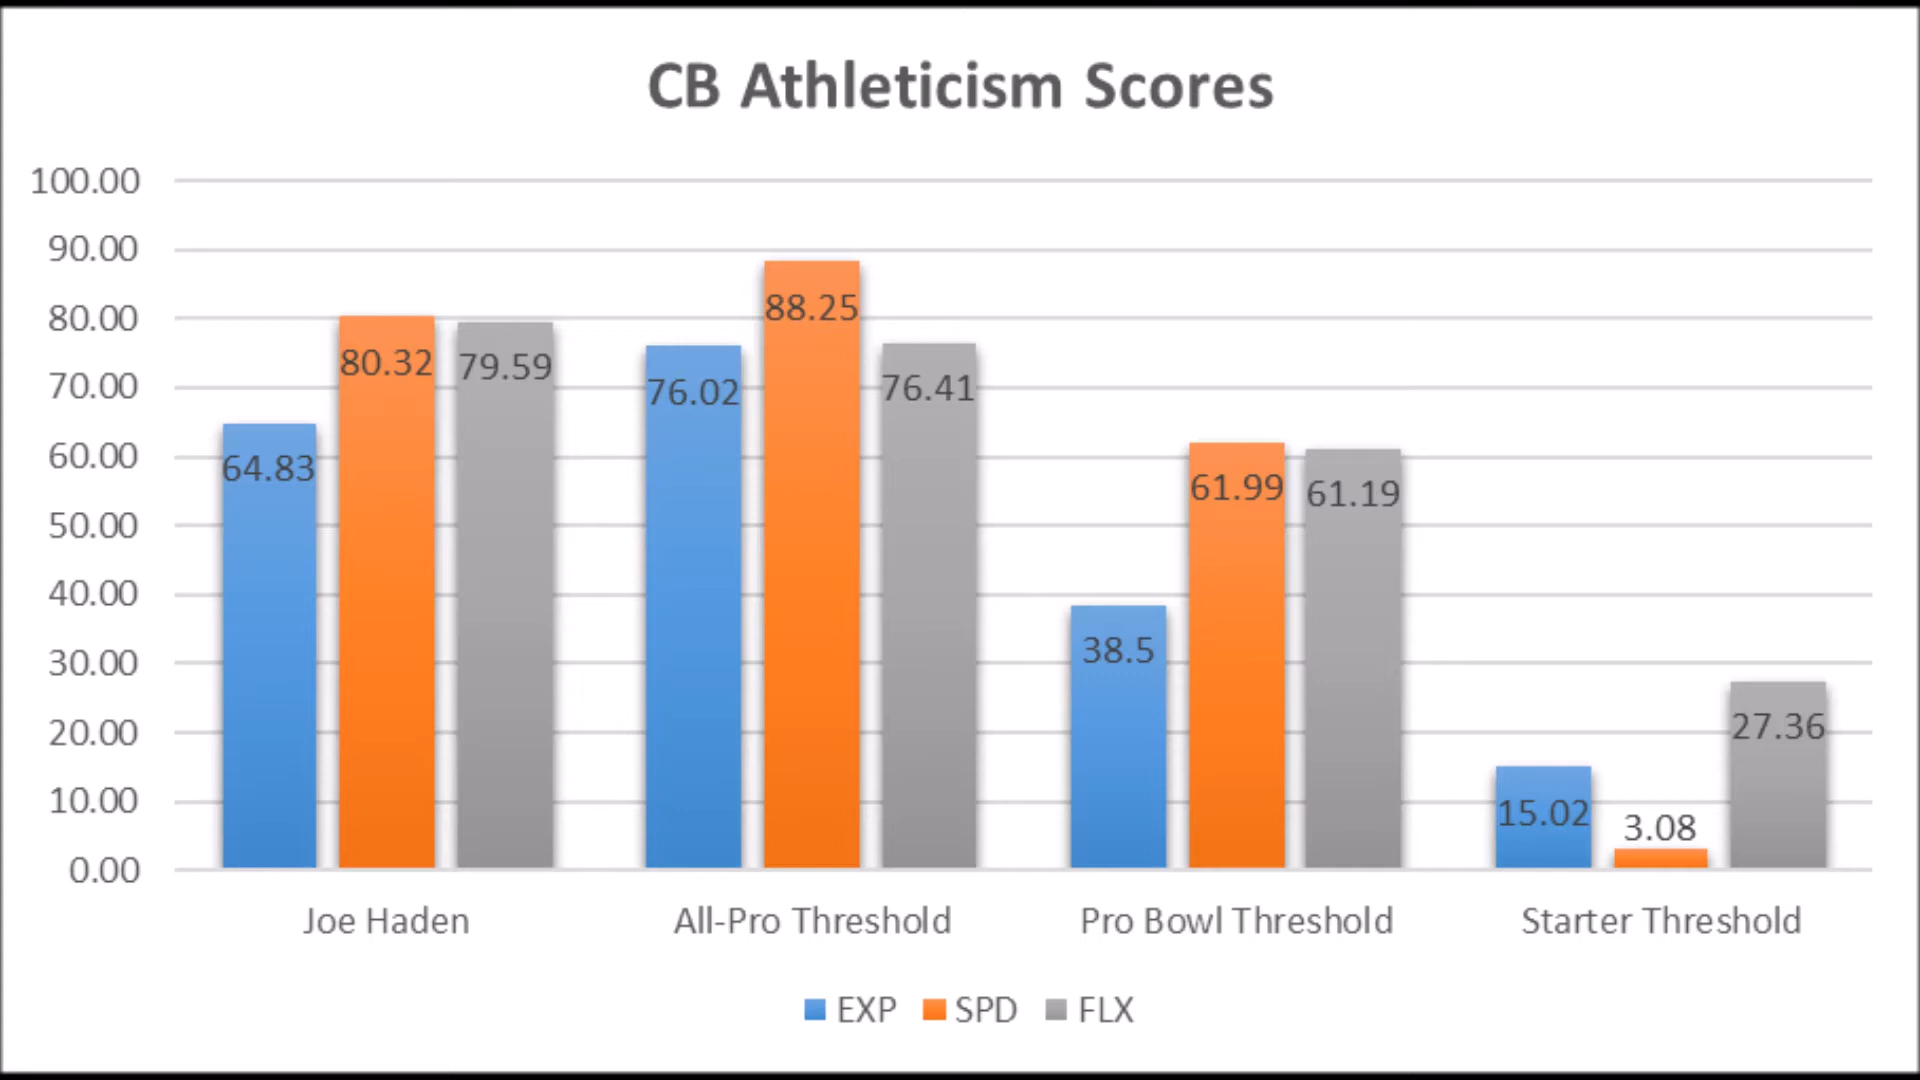 CB Athleticism Scores
100.00
90.00
80.00
70.00
60.00
50.00
40.00
30.00
20.00
10.00
0.00
64.83
80.32
79.59
76.02
88.25
76.41
38.5
61.99
61.19
15.02
3.08
27.36
Joe Haden
All-Pro Threshold
Pro Bowl Threshold
Starter Threshold
EXP
SPD
FLX